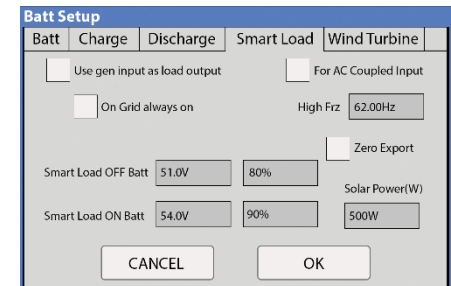 Batt Setup
Batt Charge Discharge Smart Load Wind Turbine
Use gen input as load output For AC Coupled Input
On Grid always on High Frz 62.00Hz
Zero Export
Smart Load OFF Batt 51.0V 80%
Solar Power(W)
Smart Load ON Batt 54.0V 90% 500W
CANCEL OK